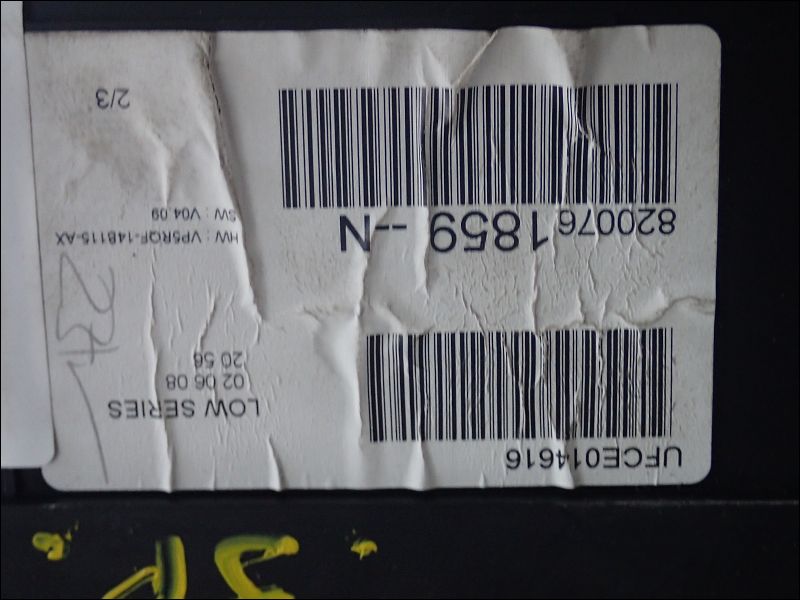 UFCE014616
LOW SERIES
02 06 08
20 56
8200761859--N
HW : VP5RQF-14B115-AX
SW : V04.09
2/3